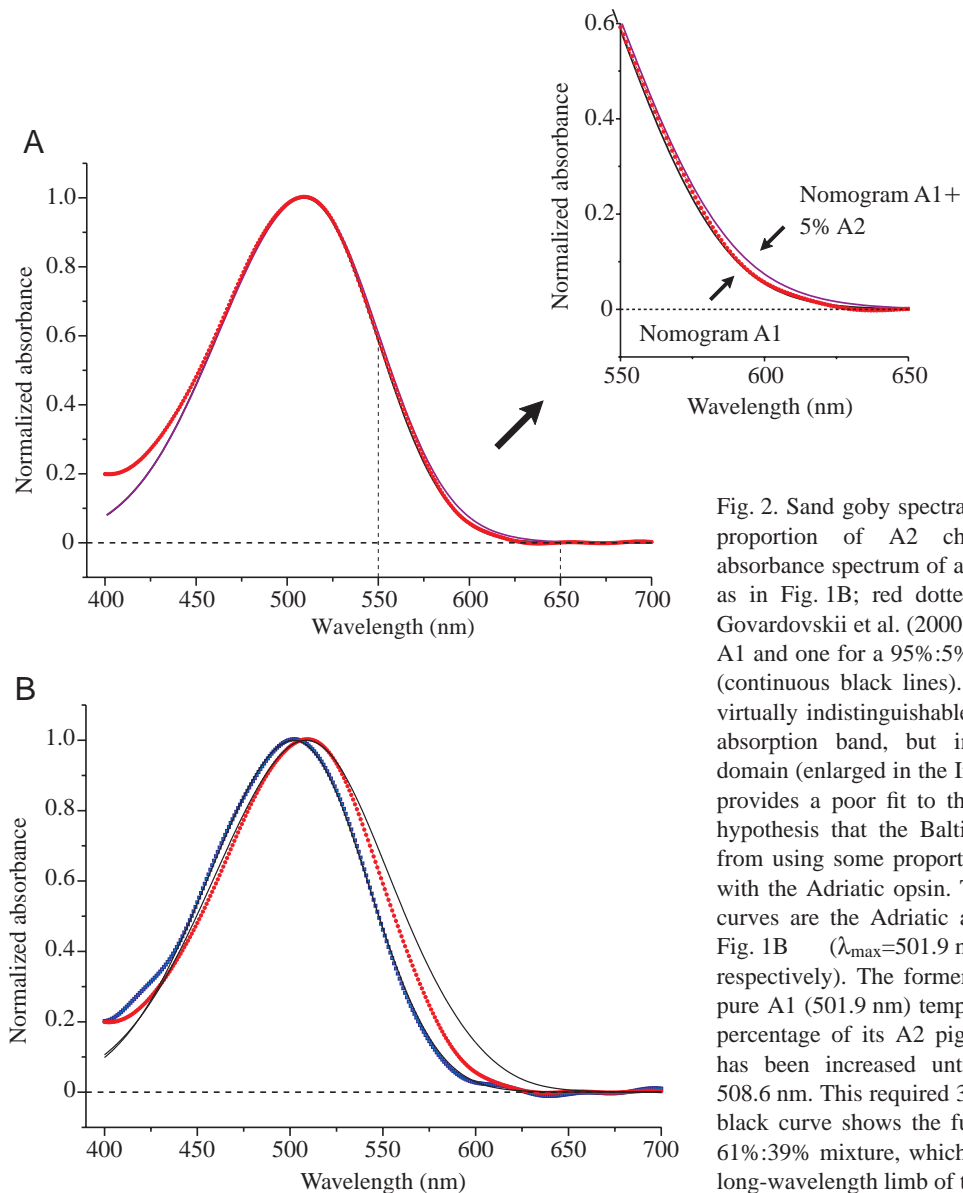 A
Normalized absorbance
1.0
0.8
0.6
0.4
0.2
0
400 450 500 550 600 650 700
Wavelength (nm)
Normalized absorbance
0.6
0.4
0.2
0
Nomogram A1+
5% A2
Nomogram A1
550 600 650
Wavelength (nm)
B
Normalized absorbance
1.0
0.8
0.6
0.4
0.2
0
400 450 500 550 600 650 700
Wavelength (nm)
Fig. 2. Sand goby spectra
proportion of A2 ch
absorbance spectrum of a
as in Fig. 1B; red dotte
Govardovskii et al. (2000
A1 and one for a 95%:5%
(continuous black lines).
virtually indistinguishable
absorption band, but in
domain (enlarged in the I
provides a poor fit to th
hypothesis that the Balti
from using some proport
with the Adriatic opsin. T
curves are the Adriatic a
Fig. 1B (λmax=501.9 n
respectively). The former
pure A1 (501.9 nm) temp
percentage of its A2 pig
has been increased unt
508.6 nm. This required 3
black curve shows the fu
61%:39% mixture, which
long-wavelength limb of t